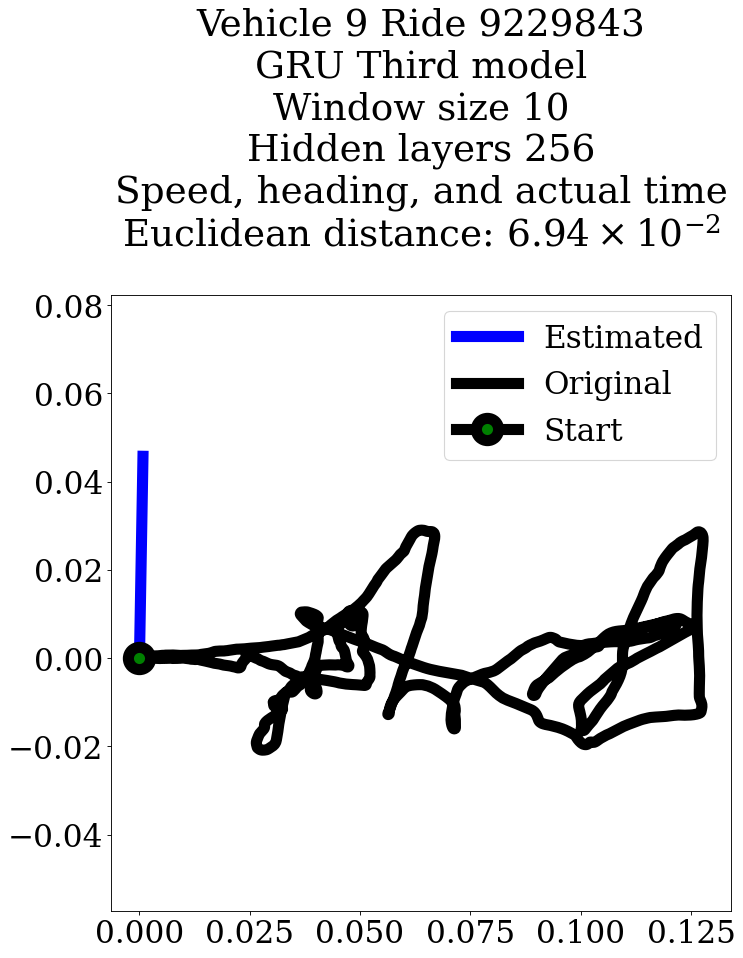 Vehicle 9 Ride 9229843
GRU Third model
Window size 10
Hidden layers 256
Speed, heading, and actual time
Euclidean distance: 6.94 × 10⁻²
0.08
0.06
0.04
0.02
0.00
−0.02
−0.04
Estimated
Original
Start
0.000 0.025 0.050 0.075 0.100 0.125